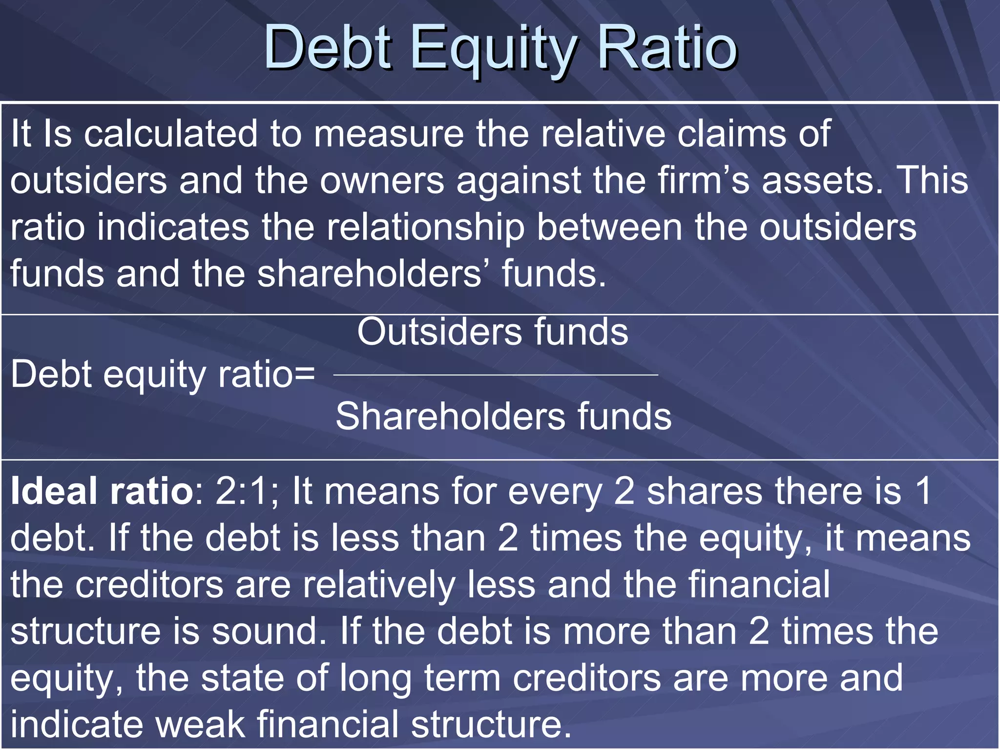 Debt Equity Ratio
It Is calculated to measure the relative claims of
outsiders and the owners against the firm’s assets. This
ratio indicates the relationship between the outsiders
funds and the shareholders’ funds.
Outsiders funds
Debt equity ratio=
Shareholders funds
Ideal ratio: 2:1; It means for every 2 shares there is 1
debt. If the debt is less than 2 times the equity, it means
the creditors are relatively less and the financial
structure is sound. If the debt is more than 2 times the
equity, the state of long term creditors are more and
indicate weak financial structure.